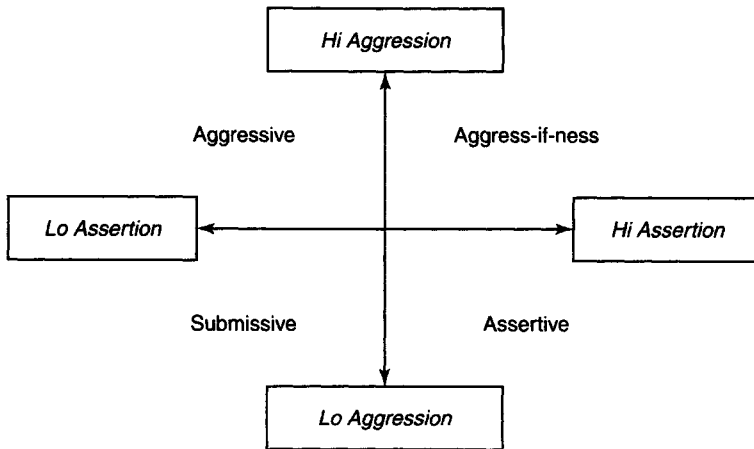 Hi Aggression
Aggressive
Aggress-if-ness
Lo Assertion
Hi Assertion
Submissive
Assertive
Lo Aggression